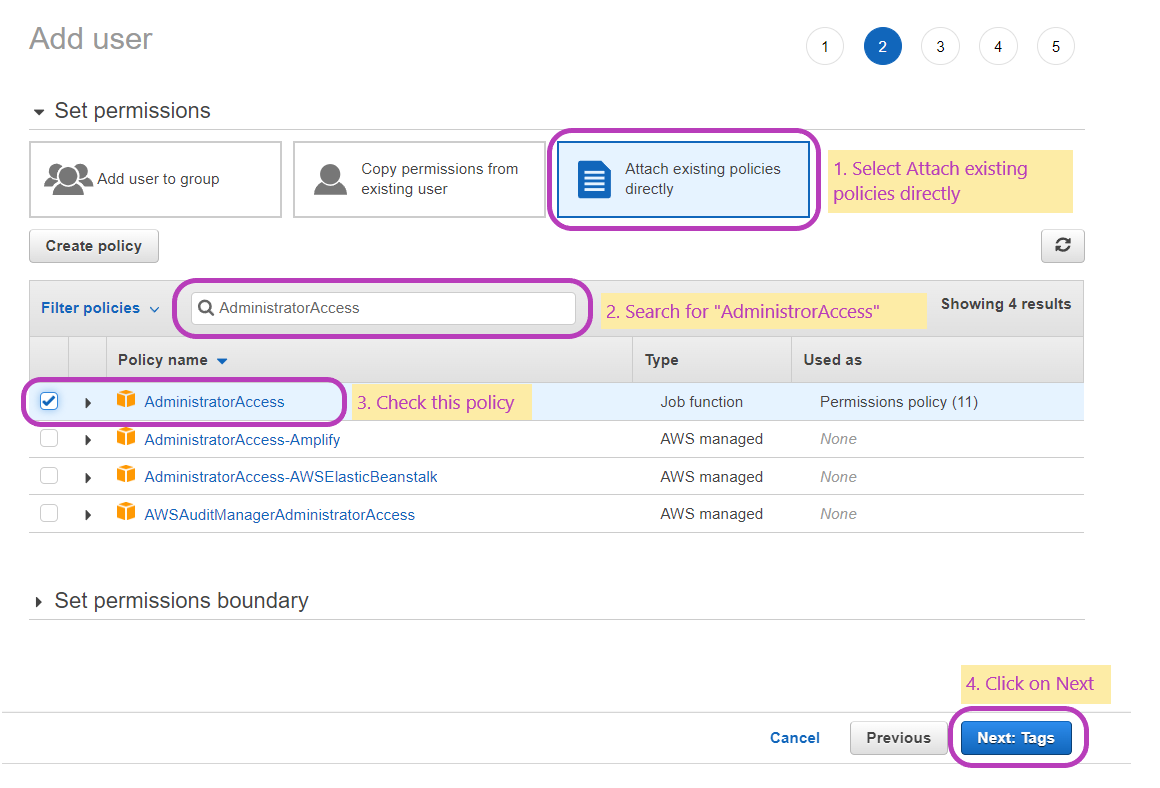 Add user
1 2 3 4 5
Set permissions
Add user to group
Copy permissions from
existing user
Attach existing policies
directly
1. Select Attach existing
policies directly
Create policy
Filter policies
AdministratorAccess
2. Search for "AdministrorAccess"
Showing 4 results
Policy name Type Used as
AdministratorAccess 3. Check this policy Job function Permissions policy (11)
AdministratorAccess-Amplify AWS managed None
AdministratorAccess-AWSElasticBeanstalk AWS managed None
AWSAuditManagerAdministratorAccess AWS managed None
Set permissions boundary
4. Click on Next
Cancel Previous Next: Tags